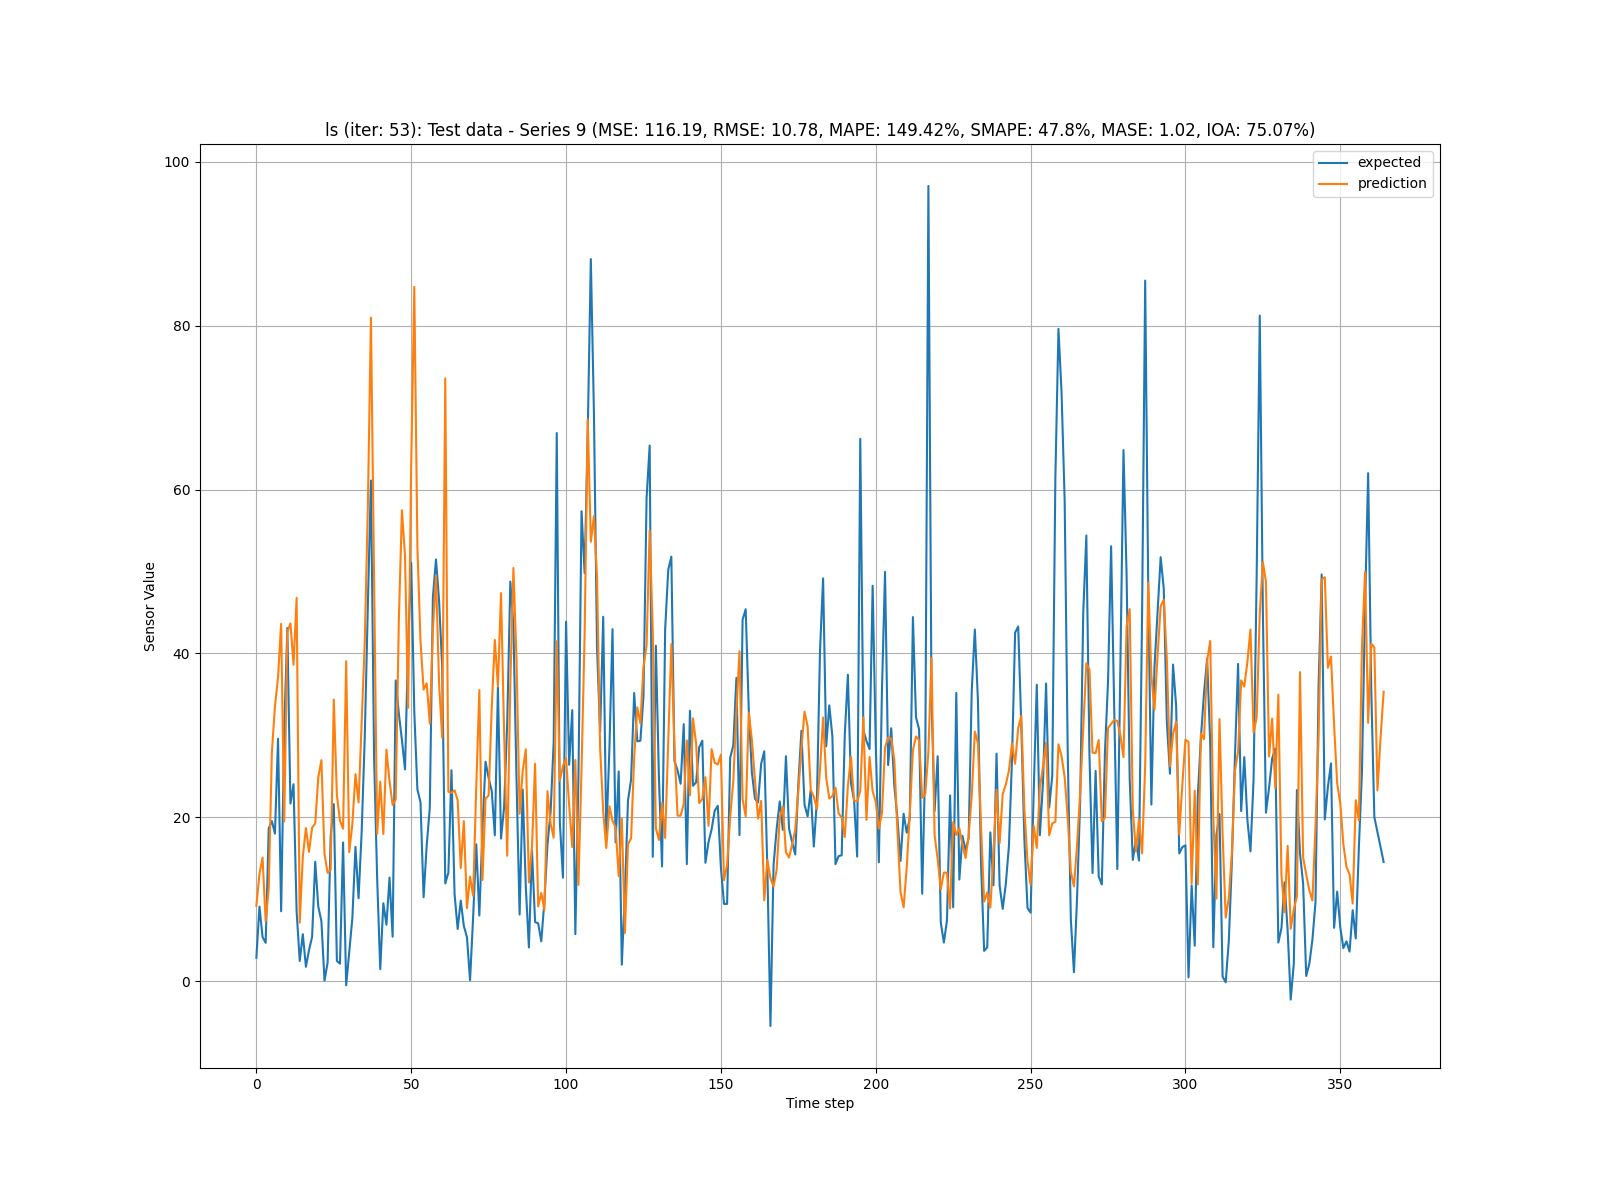 ls (iter: 53): Test data - Series 9 (MSE: 116.19, RMSE: 10.78, MAPE: 149.42%, SMAPE: 47.8%, MASE: 1.02, IOA: 75.07%)
expected
prediction
100
80
60
40
20
0
Sensor Value
0 50 100 150 200 250 300 350
Time step